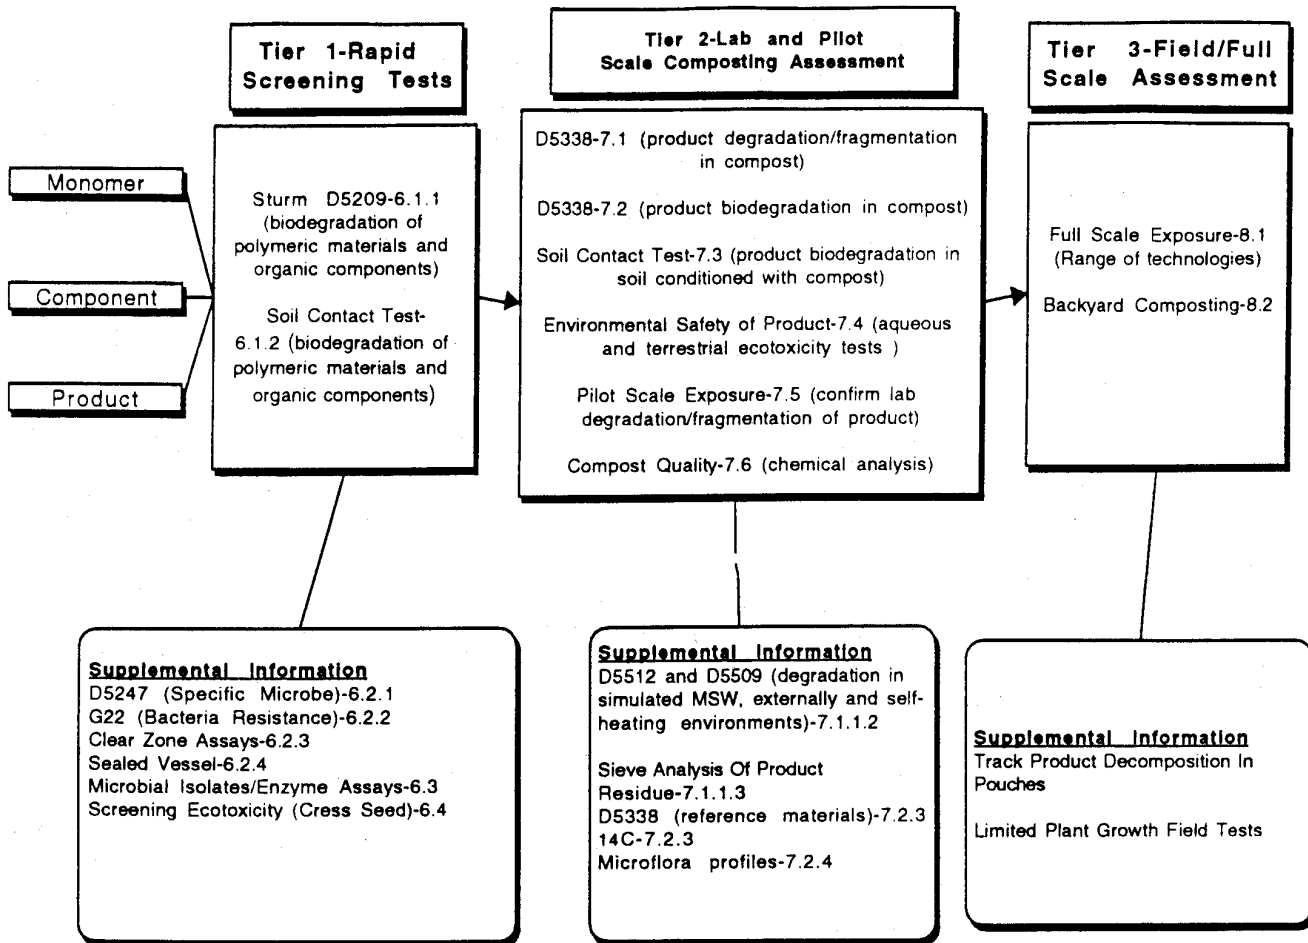 Tier 1-Rapid
Screening Tests
Tier 2-Lab and Pilot
Scale Composting Assessment
Tier 3-Field/Full
Scale Assessment
Monomer
Component
Product
Sturm D5209-6.1.1
(biodegradation of
polymeric materials and
organic components)
Soil Contact Test-
6.1.2 (biodegradation of
polymeric materials and
organic components)
D5338-7.1 (product degradation/fragmentation
in compost)
D5338-7.2 (product biodegradation in compost)
Soil Contact Test-7.3 (product biodegradation in
soil conditioned with compost)
Environmental Safety of Product-7.4 (aqueous
and terrestrial ecotoxicity tests )
Pilot Scale Exposure-7.5 (confirm lab
degradation/fragmentation of product)
Compost Quality-7.6 (chemical analysis)
Full Scale Exposure-8.1
(Range of technologies)
Backyard Composting-8.2
Supplemental Information
D5247 (Specific Microbe)-6.2.1
G22 (Bacteria Resistance)-6.2.2
Clear Zone Assays-6.2.3
Sealed Vessel-6.2.4
Microbial Isolates/Enzyme Assays-6.3
Screening Ecotoxicity (Cress Seed)-6.4
Supplemental Information
D5512 and D5509 (degradation in
simulated MSW, externally and self-
heating environments)-7.1.1.2
Sieve Analysis Of Product
Residue-7.1.1.3
D5338 (reference materials)-7.2.3
14C-7.2.3
Microflora profiles-7.2.4
Supplemental Information
Track Product Decomposition In
Pouches
Limited Plant Growth Field Tests